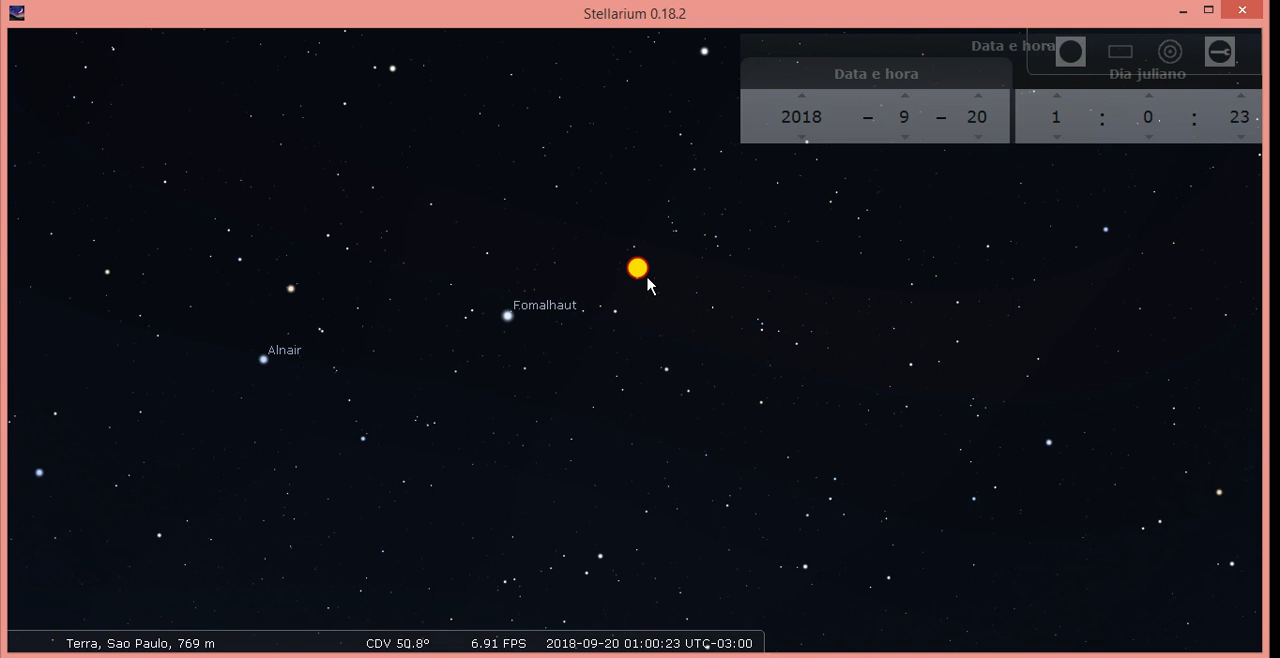 Stellarium 0.18.2
Data e hora
Data e hora
Dia juliano
2018 - 9 - 20 1 : 0 : 23
Fomalhaut
Alnair
Terra, Sao Paulo, 769 m CDV 50.8° 6.91 FPS 2018-09-20 01:00:23 UTC-03:00